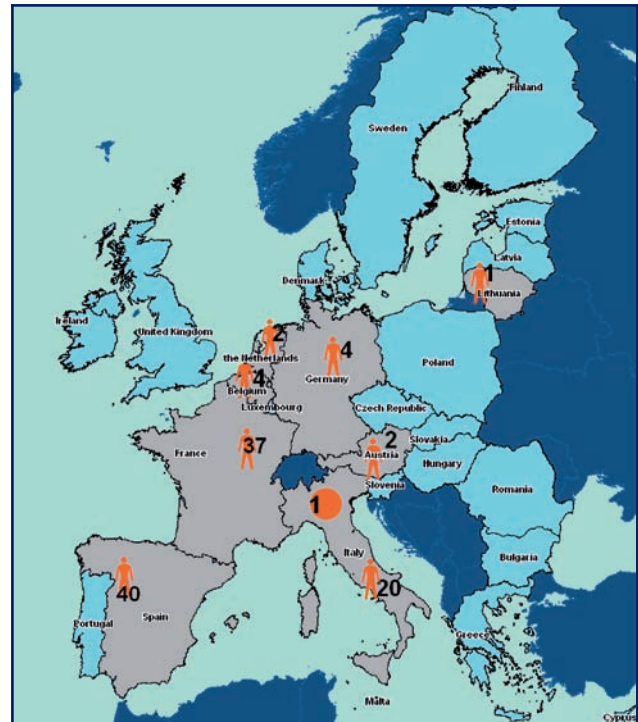 Finland
Sweden
Estonia
Latvia
1
Lithuania
Denmark
Ireland
United Kingdom
2
the Netherlands
4
Germany
4
Belgium
Poland
Luxembourg
Czech Republic
France
37
2
Slovakia
Austria
Hungary
Slovenia
Romania
1
Italy
Bulgaria
20
40
Spain
Portugal
Greece
Malta
Cyprus